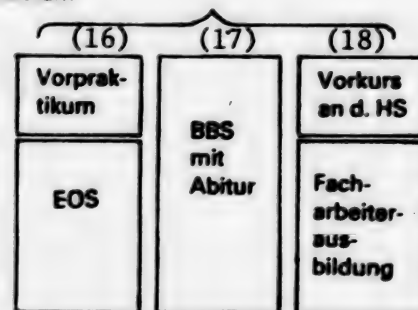 (16) (17) (18)
Vorprak-
tikum
EOS
BBS
mit
Abitur
Vorkurs
an d. HS
Fach-
arbeiter-
aus-
bildung